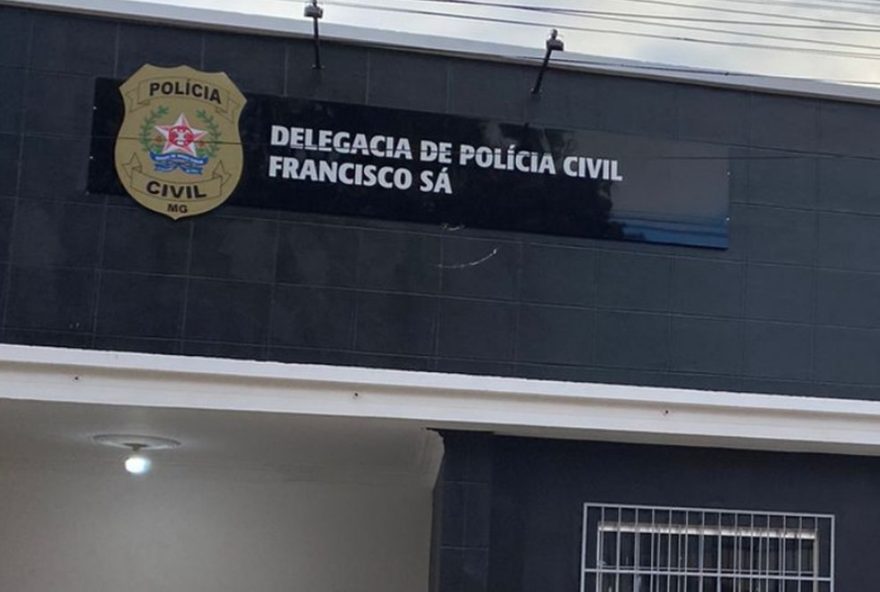 POLÍCIA
CIVIL
MG
DELEGACIA DE POLÍCIA CIVIL
FRANCISCO SÁ